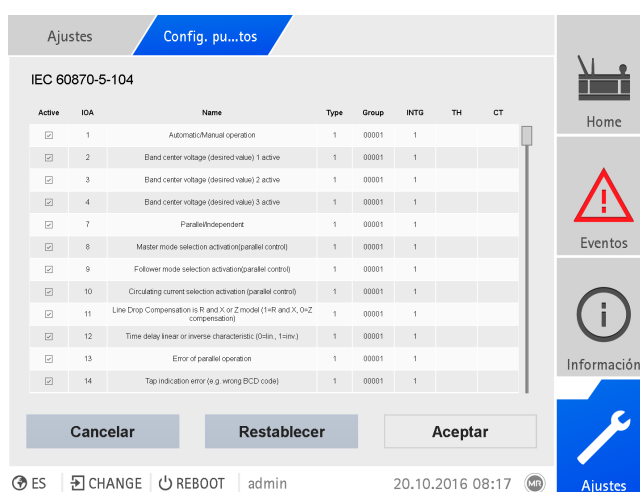 Ajustes
Config. pu...tos
IEC 60870-5-104
Active IOA Name Type Group INTG TH CT
1 Automatic/Manual operation 1 00001 1
2 Band center voltage (desired value) 1 active 1 00001 1
3 Band center voltage (desired value) 2 active 1 00001 1
4 Band center voltage (desired value) 3 active 1 00001 1
7 Parallel/Independent 1 00001 1
8 Master mode selection activation(parallel control) 1 00001 1
9 Follower mode selection activation(parallel control) 1 00001 1
10 Circulating current selection activation (parallel control) 1 00001 1
11 Line Drop Compensation is R and X or Z model (1=R and X, 0=Z 1 00001 1
compensation)
12 Time delay linear or inverse characteristic (0=lin., 1=inv.) 1 00001 1
13 Error of parallel operation 1 00001 1
14 Tap indication error (e.g. wrong BCD code) 1 00001 1
Cancelar
Restablecer
Aceptar
ES CHANGE REBOOT admin 20.10.2016 08:17 MR
Home
Eventos
Información
Ajustes